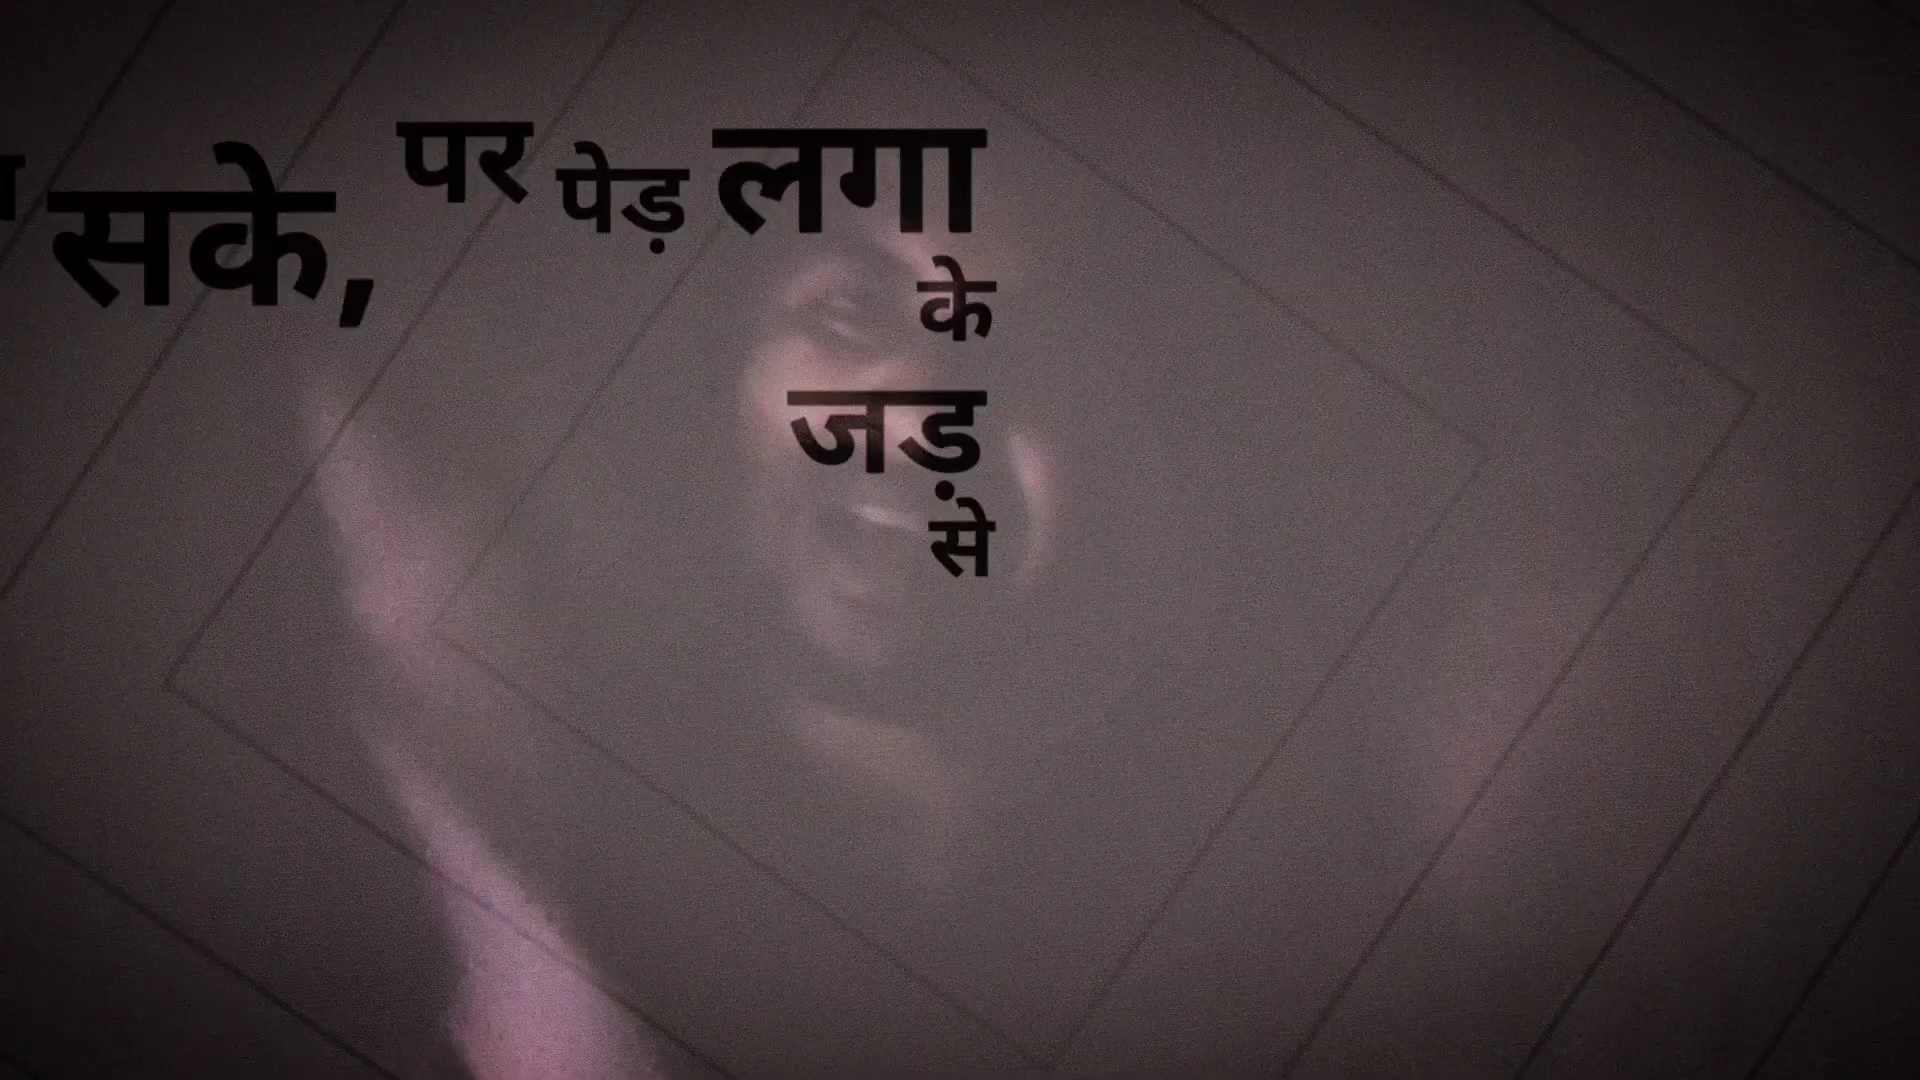 सके, पर पेड़ लगा
के
जड़
से